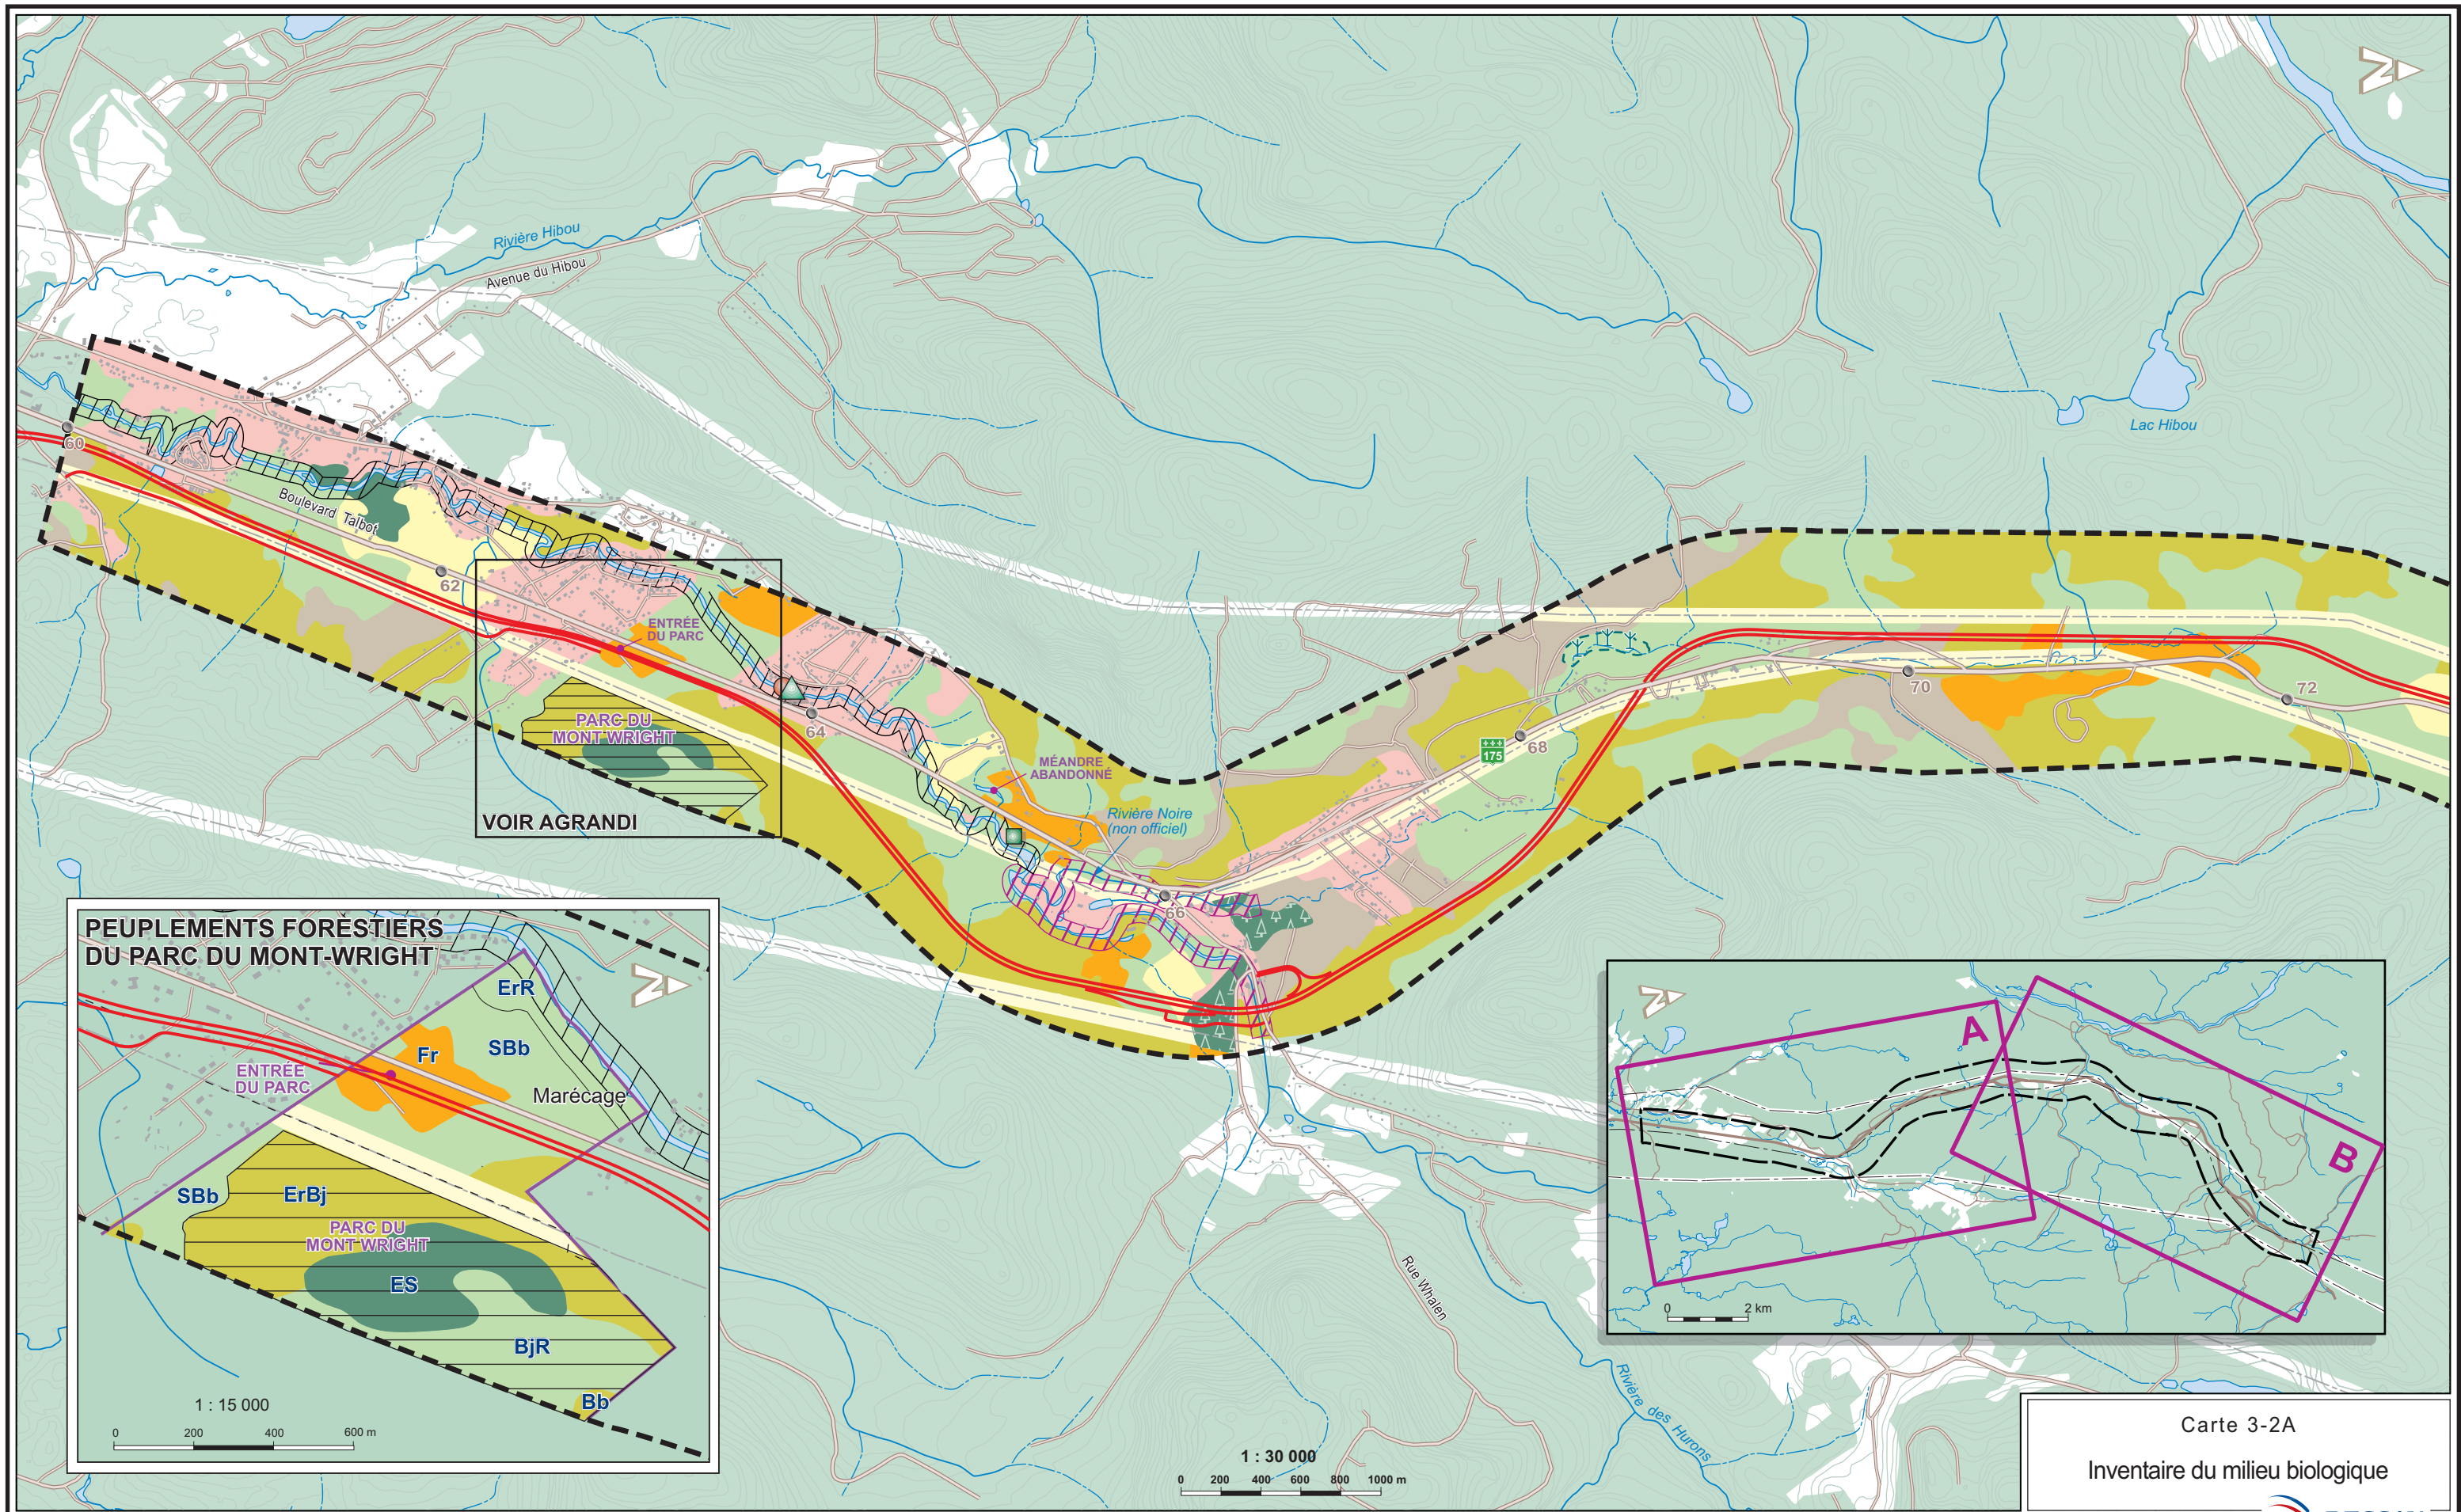 Rivière Hibou
Avenue du Hibou
Lac Hibou
60
Boulevard Talbot
62
ENTRÉE
DU PARC
64
PARC DU
MONT WRIGHT
VOIR AGRANDI
MÉANDRE
ABANDONNÉ
Rivière Noire
(non officiel)
66
175
68
70
72
PEUPLEMENTS FORESTIERS
DU PARC DU MONT-WRIGHT
ErR
SBb
Fr
ENTRÉE
DU PARC
Marécage
SBb
ErBj
PARC DU
MONT WRIGHT
ES
BjR
Bb
1 : 15 000
0 200 400 600 m
N
N
N
A
B
0 2 km
Rue Whalen
Rivière des Hurons
1 : 30 000
0 200 400 600 800 1000 m
Carte 3-2A
Inventaire du milieu biologique